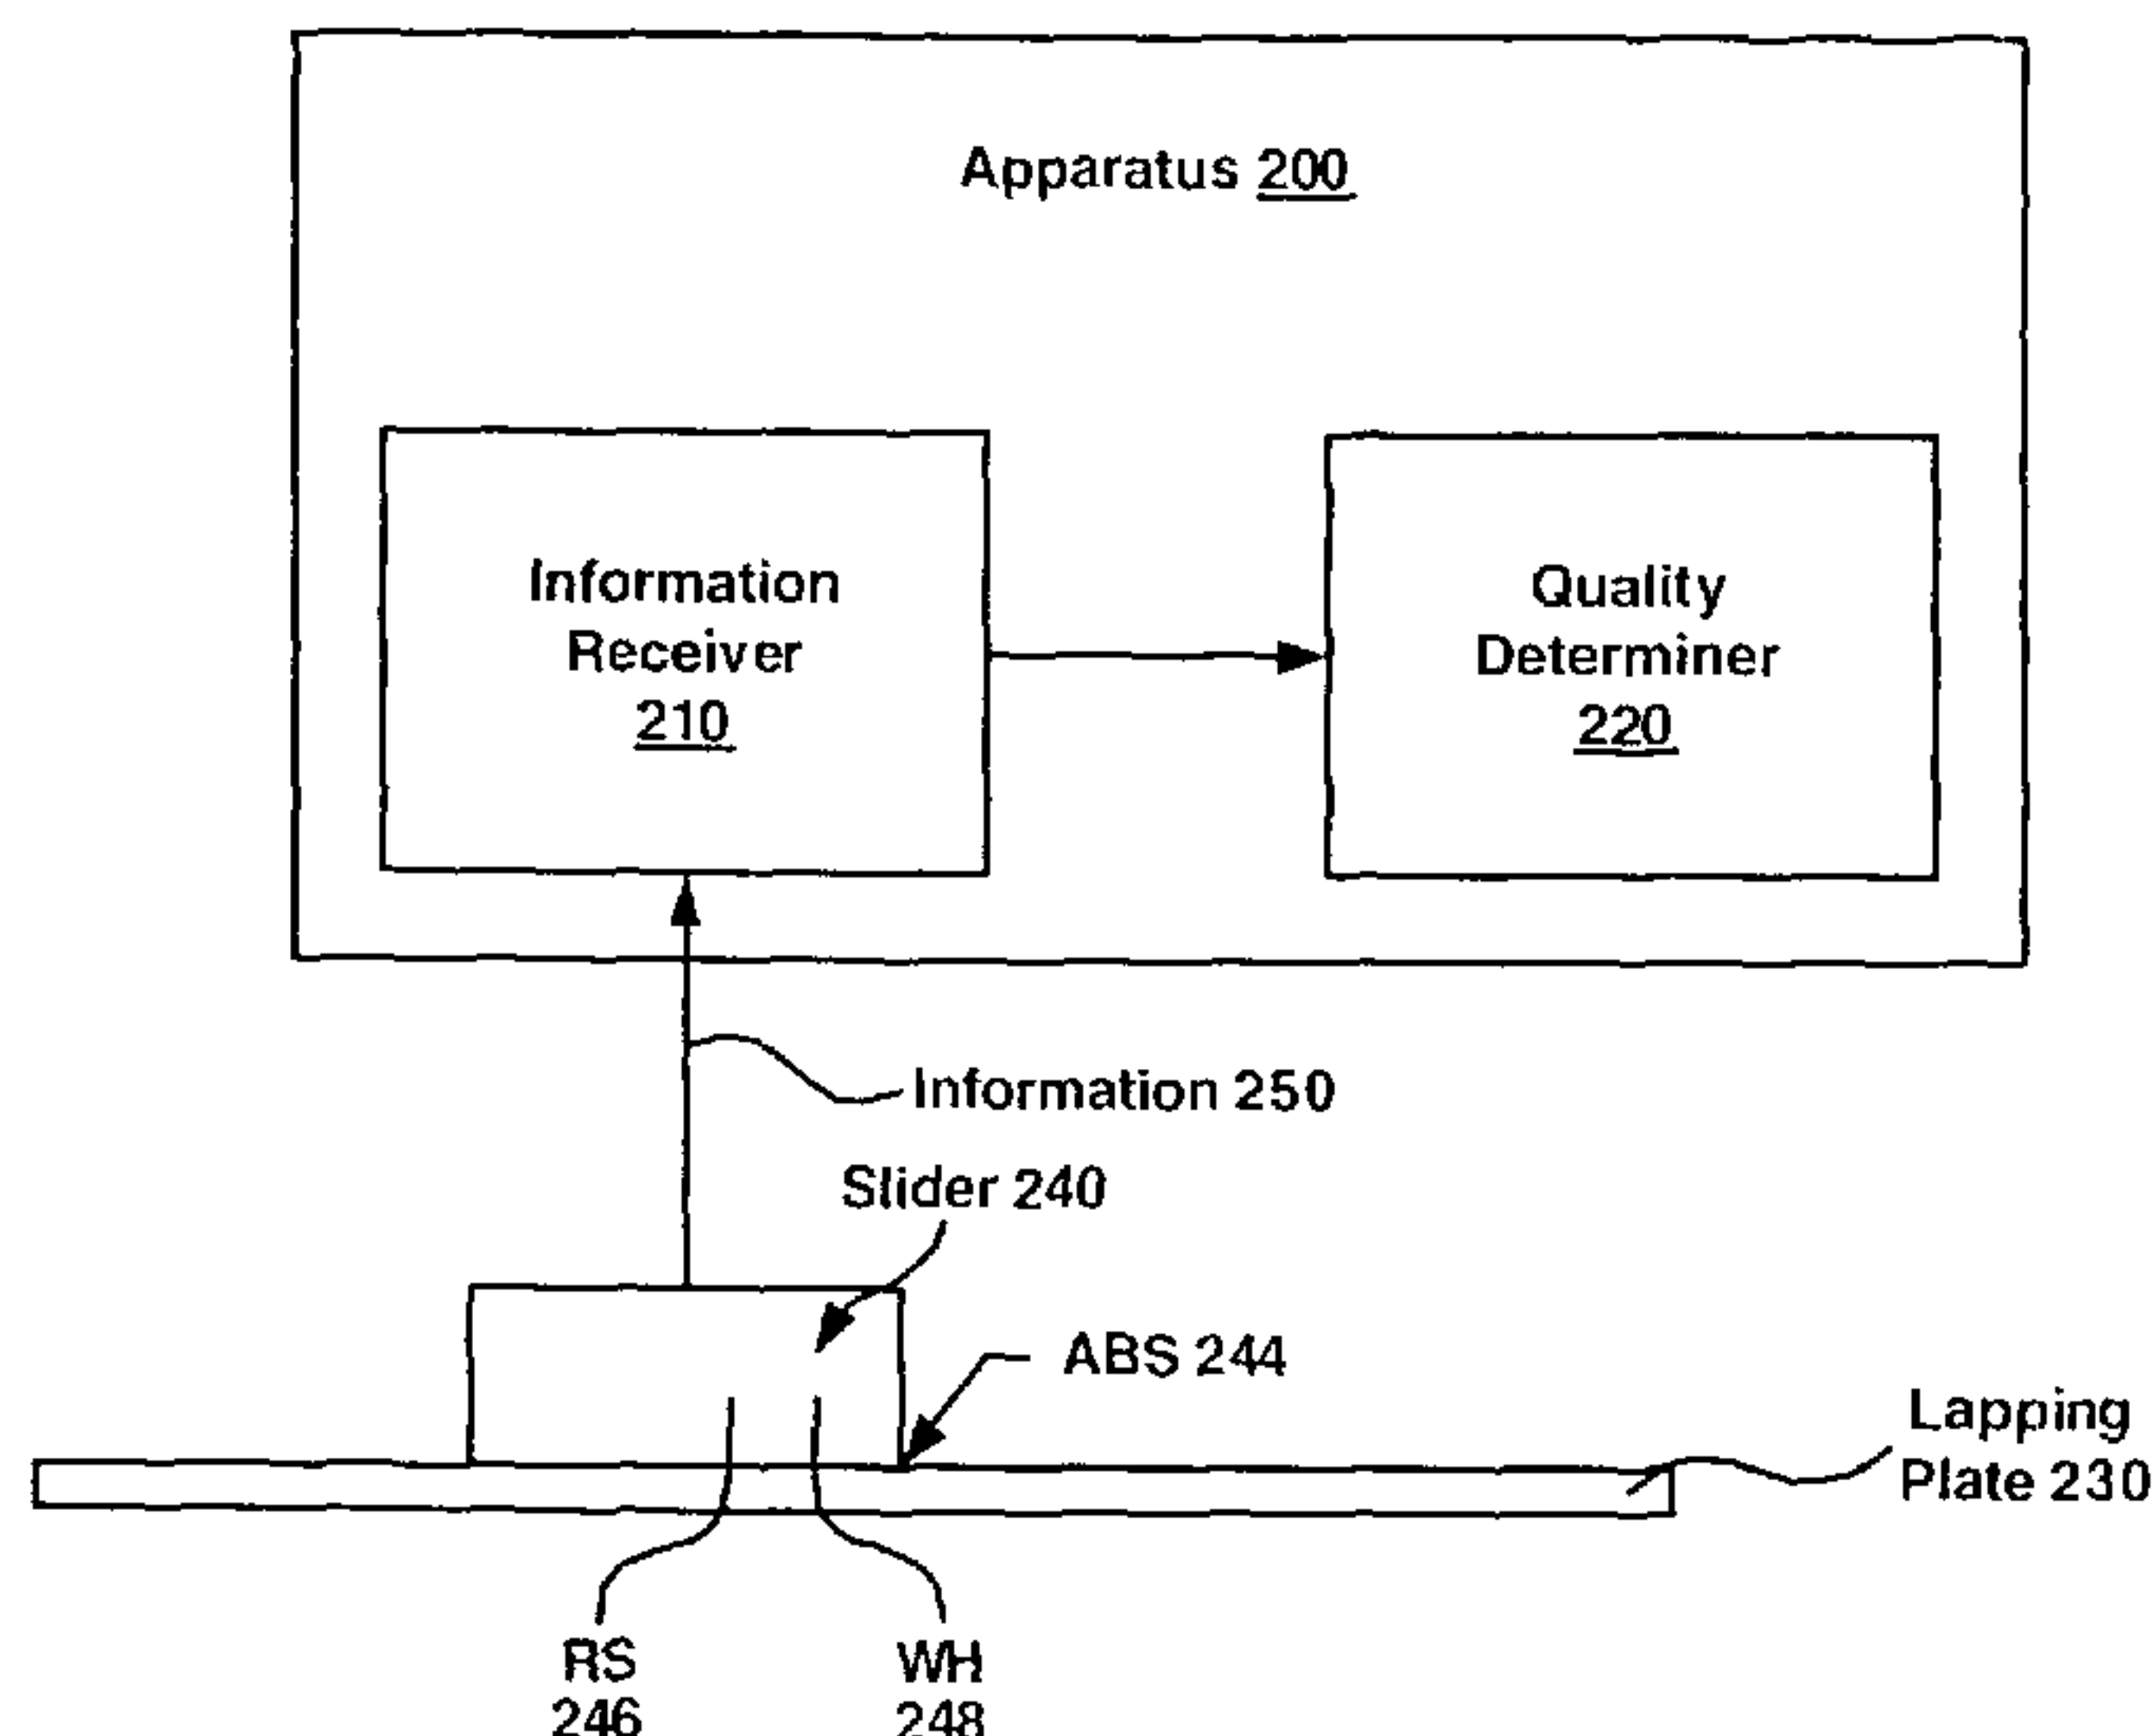 Apparatus 200
Information
Receiver
210
Quality
Determiner
220
Information 250
Slider 240
ABS 244
Lapping
Plate 230
RS
246
WH
248